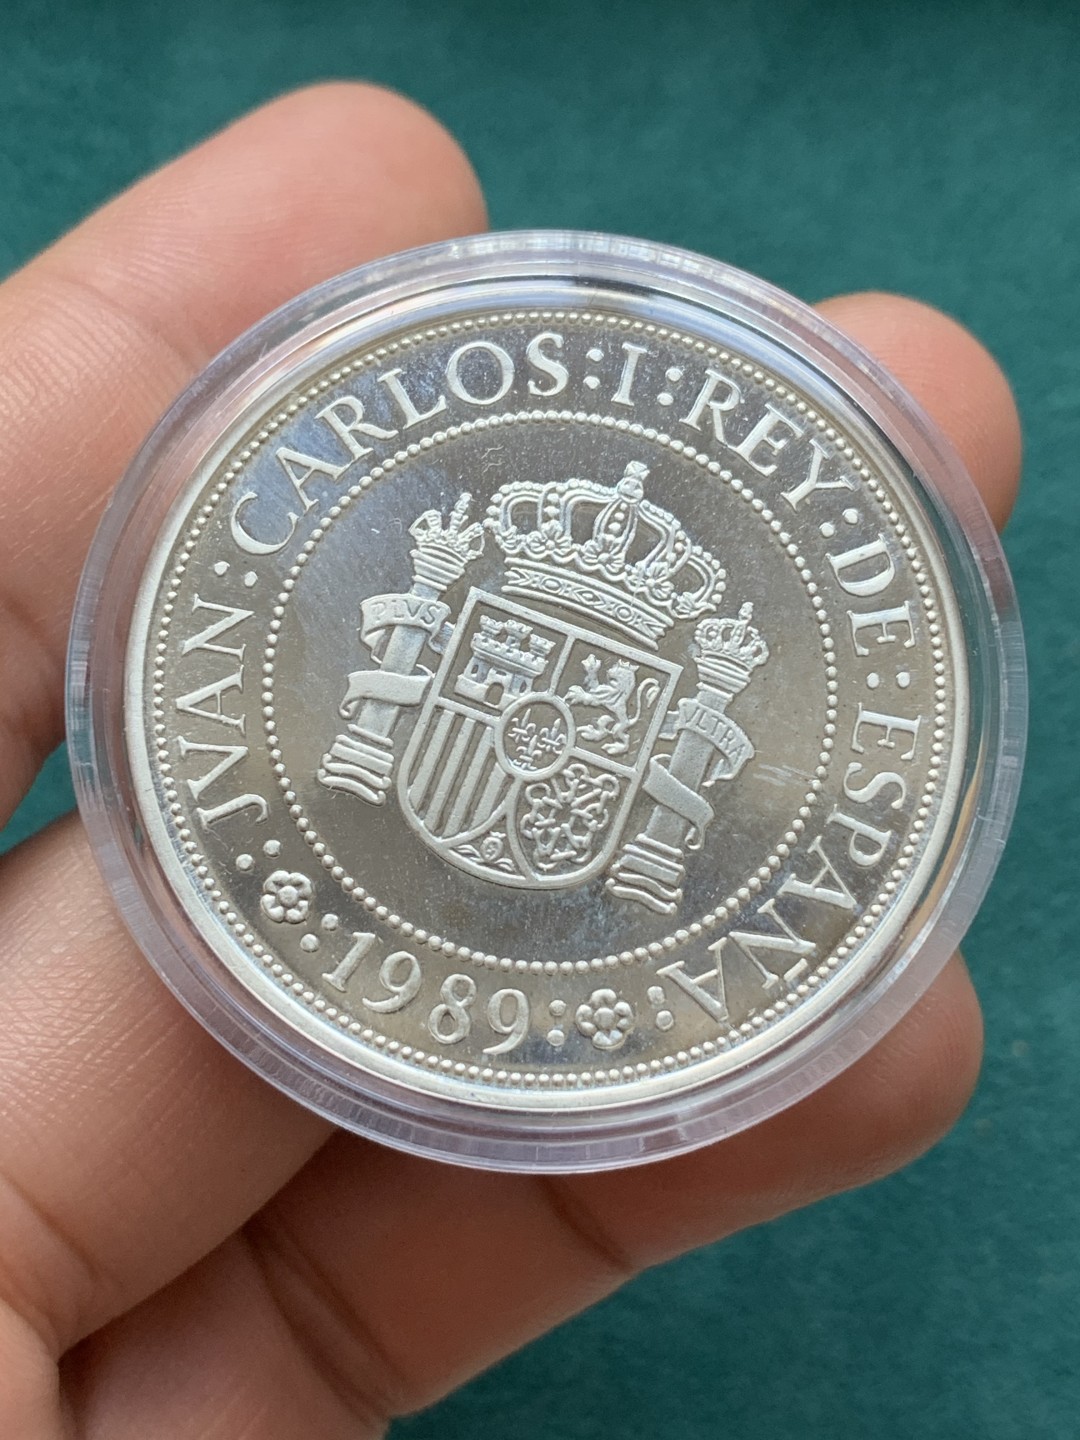 JVAN:CARLOS:I:REY:DE:ESPAÑA
1989
PLVS
VLTRA